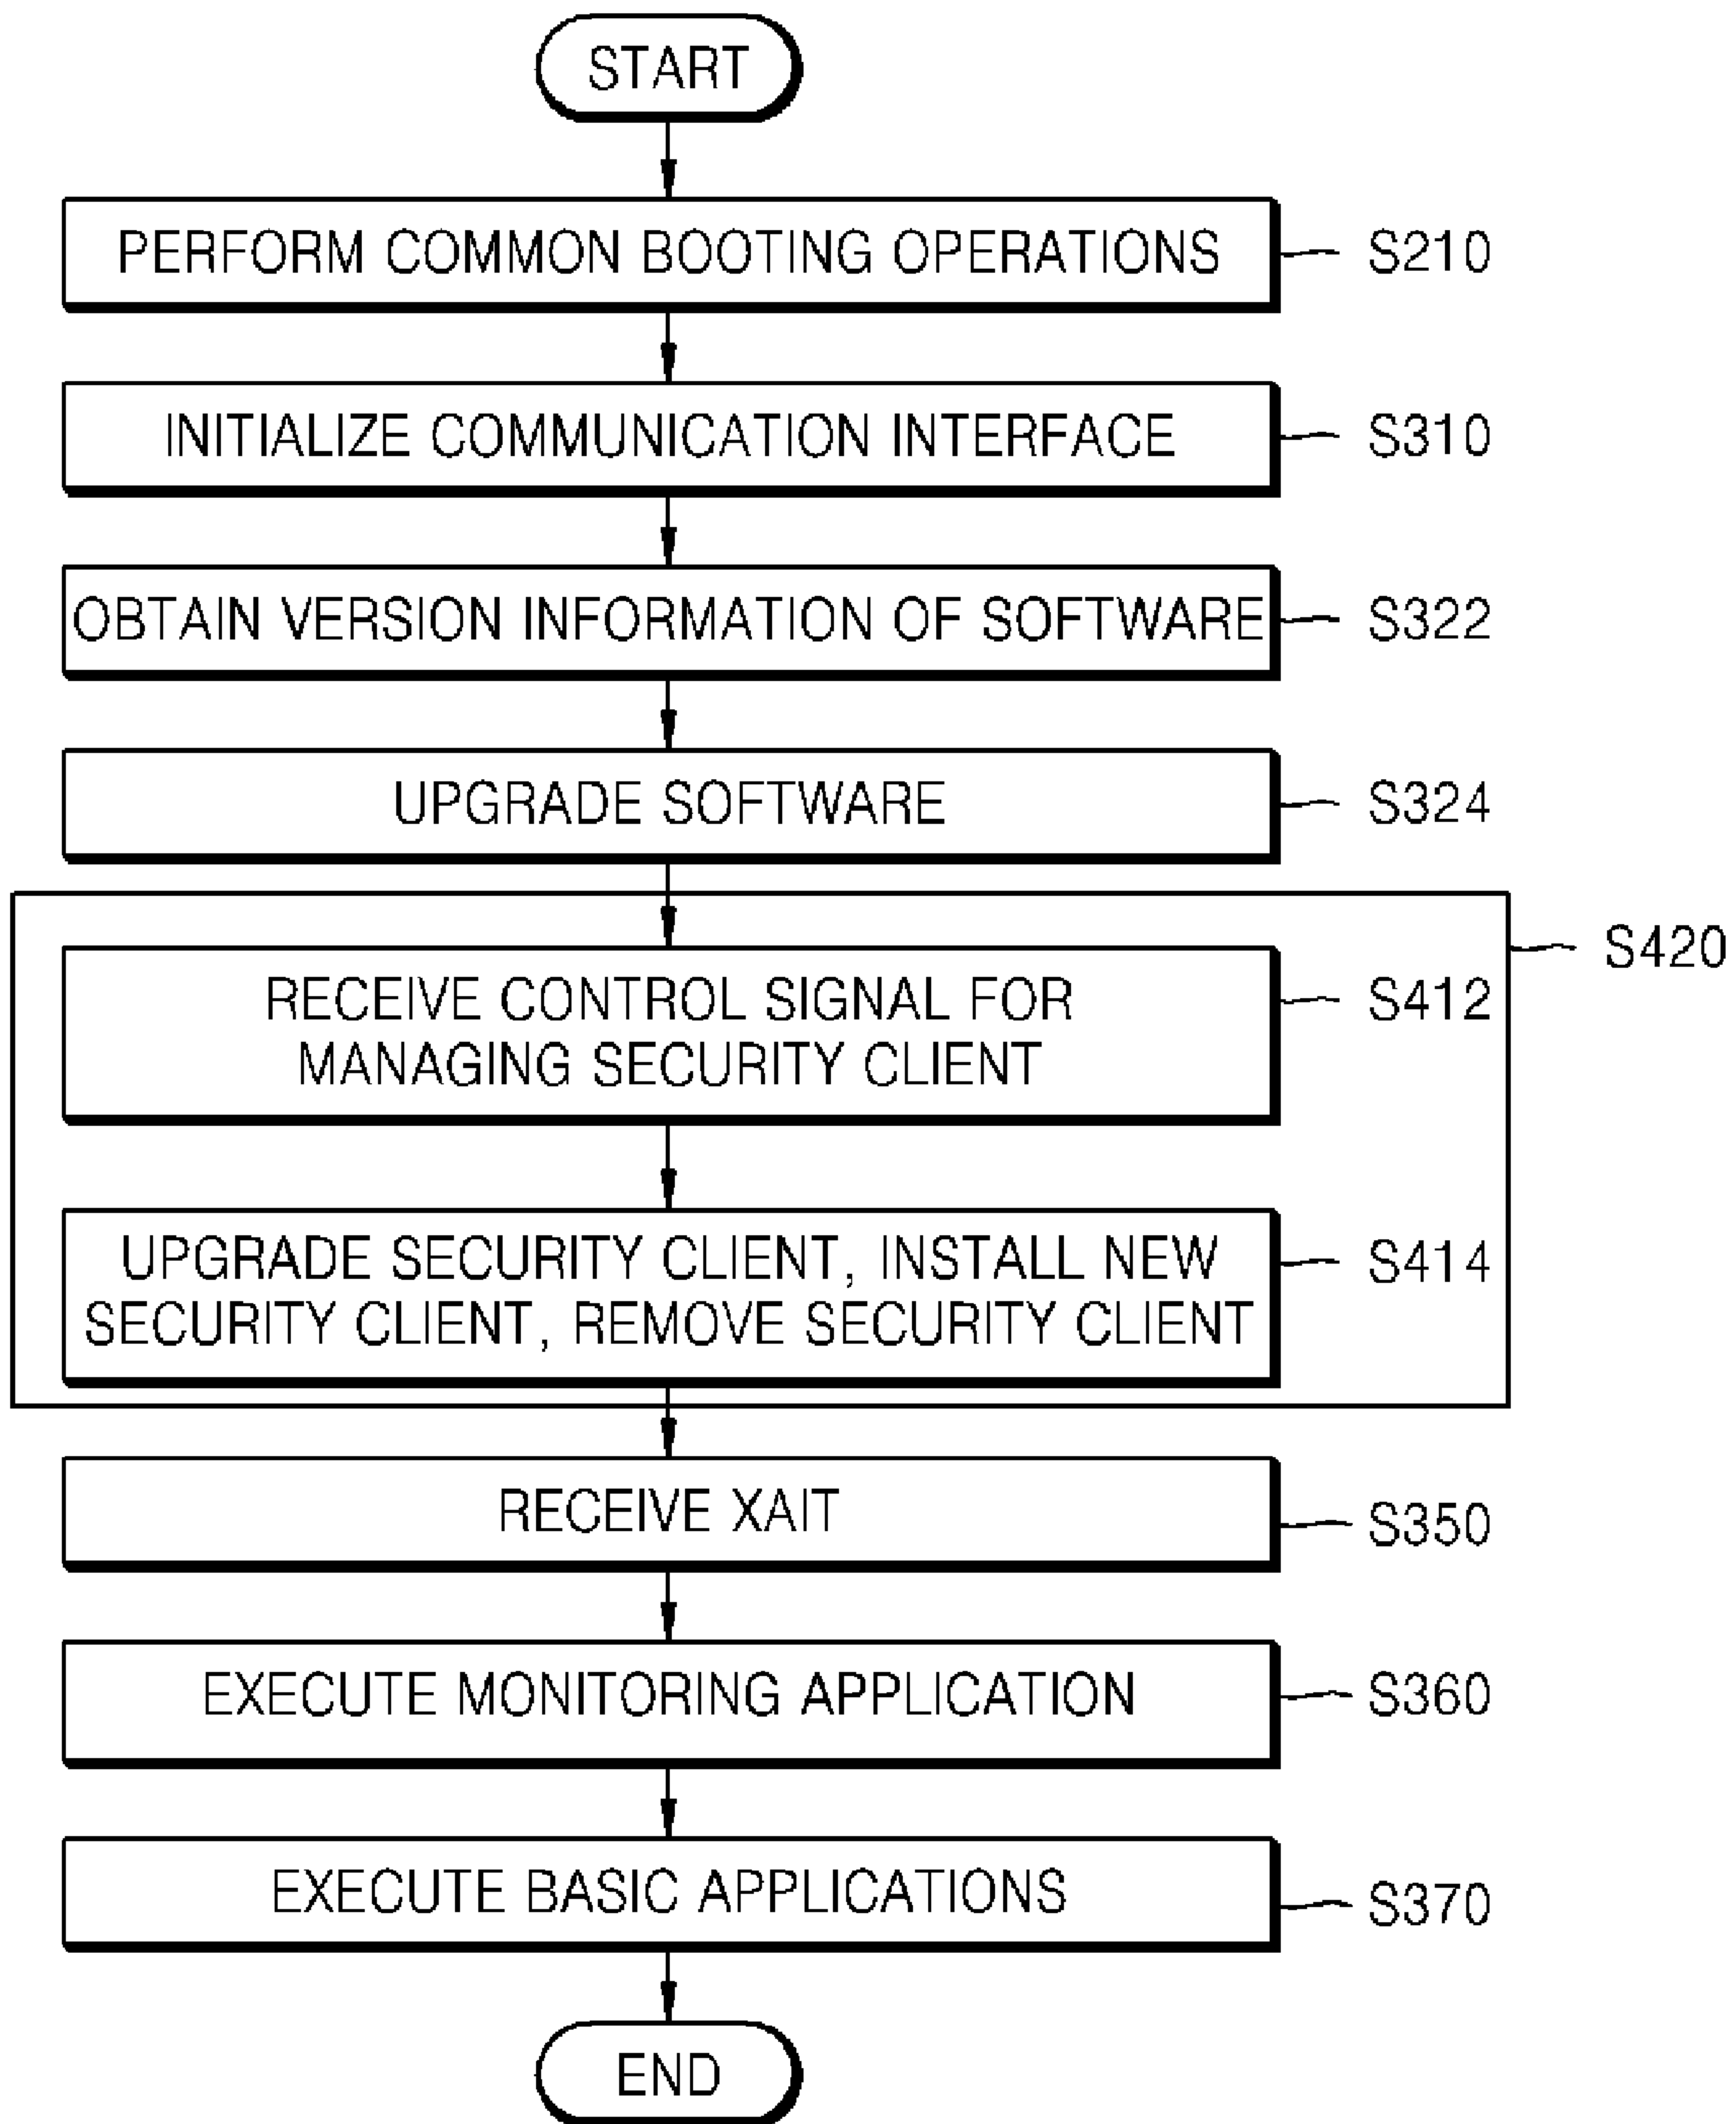 START
PERFORM COMMON BOOTING OPERATIONS
S210
INITIALIZE COMMUNICATION INTERFACE
S310
OBTAIN VERSION INFORMATION OF SOFTWARE
S322
UPGRADE SOFTWARE
S324
S420
RECEIVE CONTROL SIGNAL FOR
MANAGING SECURITY CLIENT
S412
UPGRADE SECURITY CLIENT, INSTALL NEW
SECURITY CLIENT, REMOVE SECURITY CLIENT
S414
RECEIVE XAIT
S350
EXECUTE MONITORING APPLICATION
S360
EXECUTE BASIC APPLICATIONS
S370
END